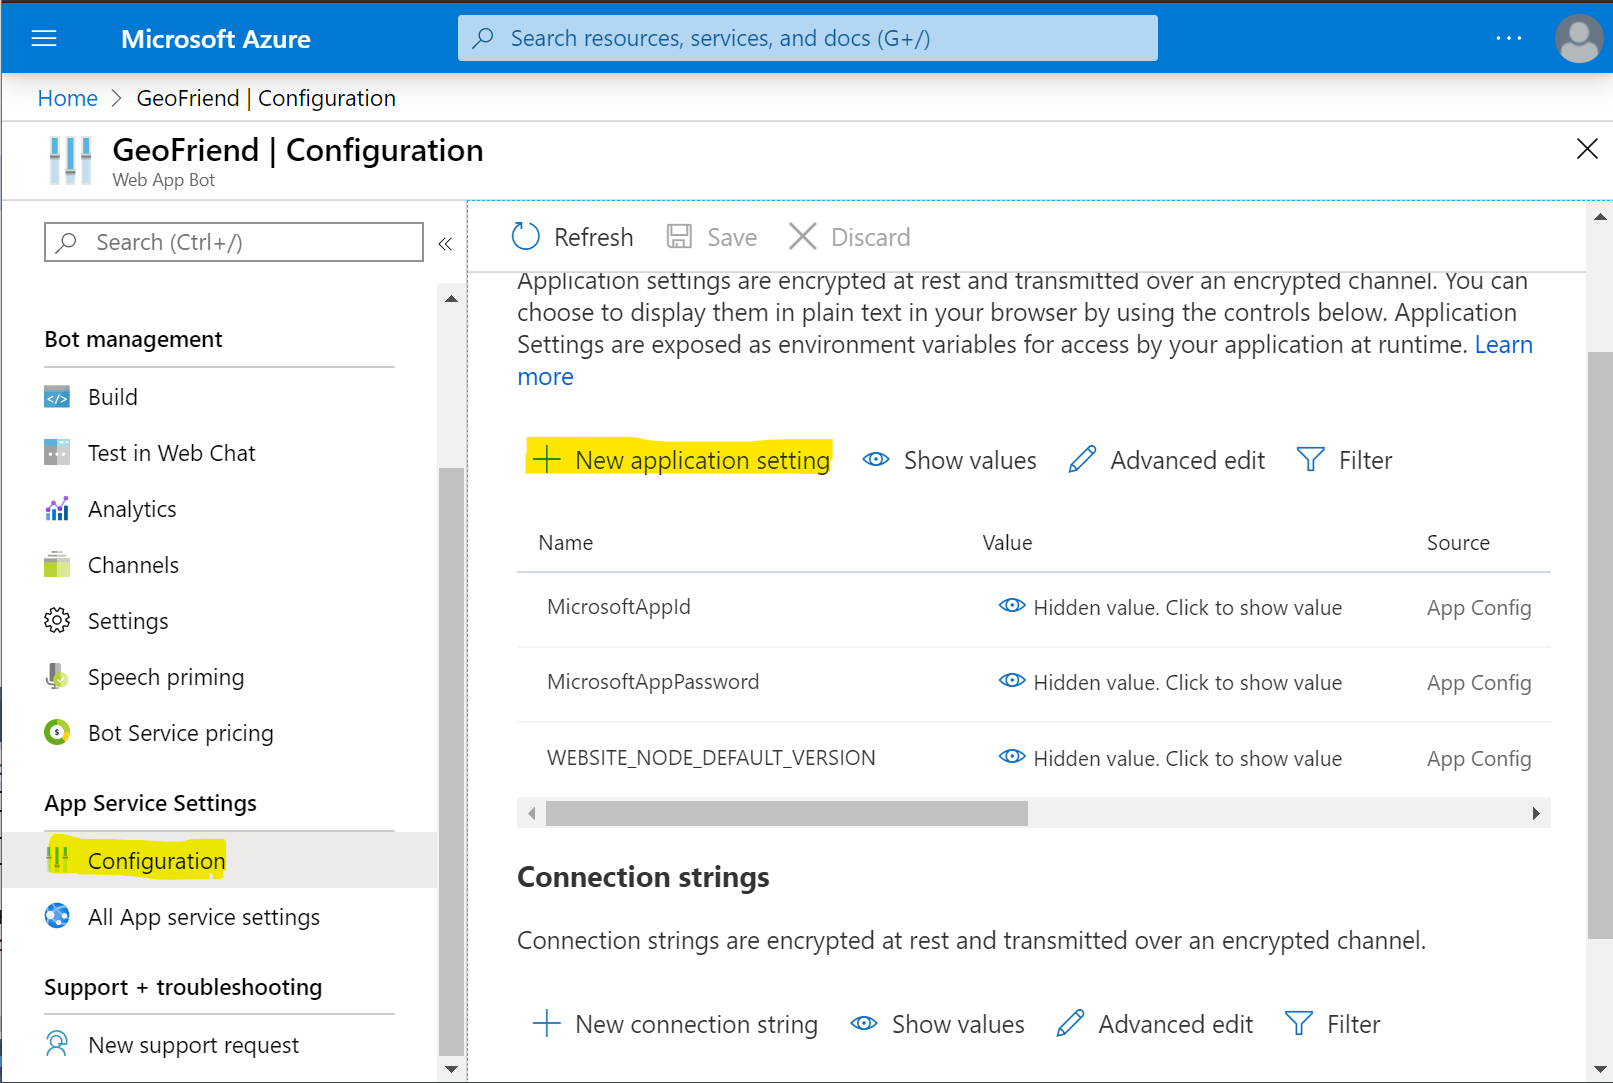 Microsoft Azure
Search resources, services, and docs (G+/)
Home > GeoFriend | Configuration
GeoFriend | Configuration
Web App Bot
Search (Ctrl+/)
Bot management
Build
Test in Web Chat
Analytics
Channels
Settings
Speech priming
Bot Service pricing
App Service Settings
Configuration
All App service settings
Support + troubleshooting
New support request
Refresh Save Discard
Application settings are encrypted at rest and transmitted over an encrypted channel. You can
choose to display them in plain text in your browser by using the controls below. Application
Settings are exposed as environment variables for access by your application at runtime. Learn
more
New application setting Show values Advanced edit Filter
Name Value Source
MicrosoftAppId Hidden value. Click to show value App Config
MicrosoftAppPassword Hidden value. Click to show value App Config
WEBSITE_NODE_DEFAULT_VERSION Hidden value. Click to show value App Config
Connection strings
Connection strings are encrypted at rest and transmitted over an encrypted channel.
New connection string Show values Advanced edit Filter